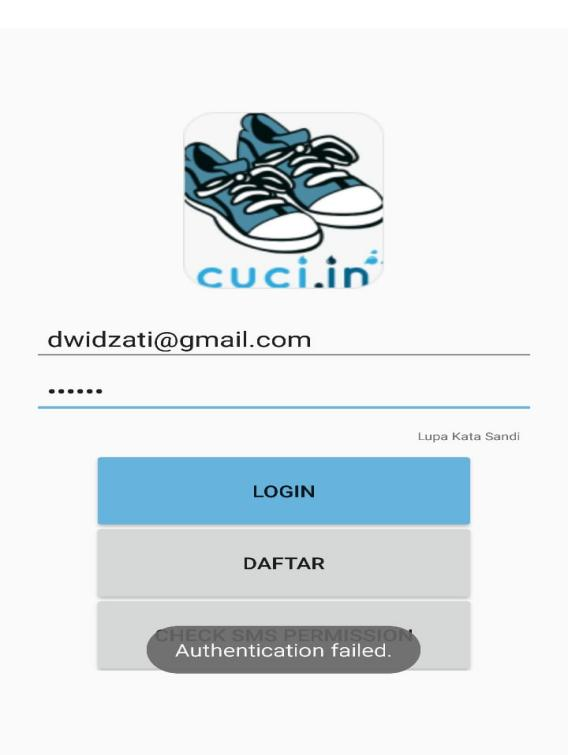 cuci.in
dwidzati@gmail.com
••••••
Lupa Kata Sandi
LOGIN
DAFTAR
CHECK SMS PERMISSION
Authentication failed.